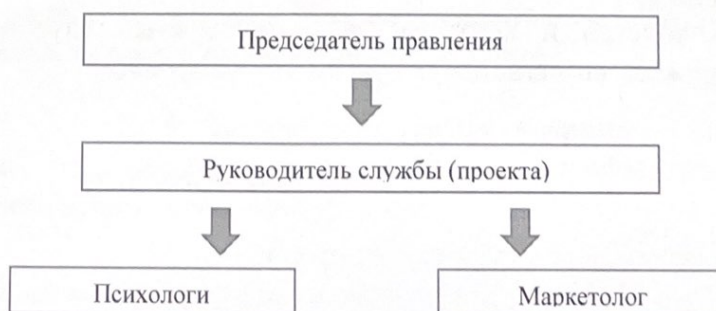 Председатель правления
Руководитель службы (проекта)
Психологи
Маркетолог